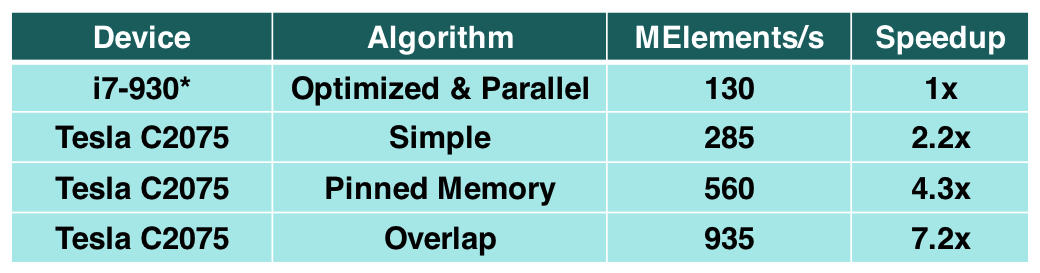 Device Algorithm MElements/s Speedup
i7-930* Optimized & Parallel 130 1x
Tesla C2075 Simple 285 2.2x
Tesla C2075 Pinned Memory 560 4.3x
Tesla C2075 Overlap 935 7.2x